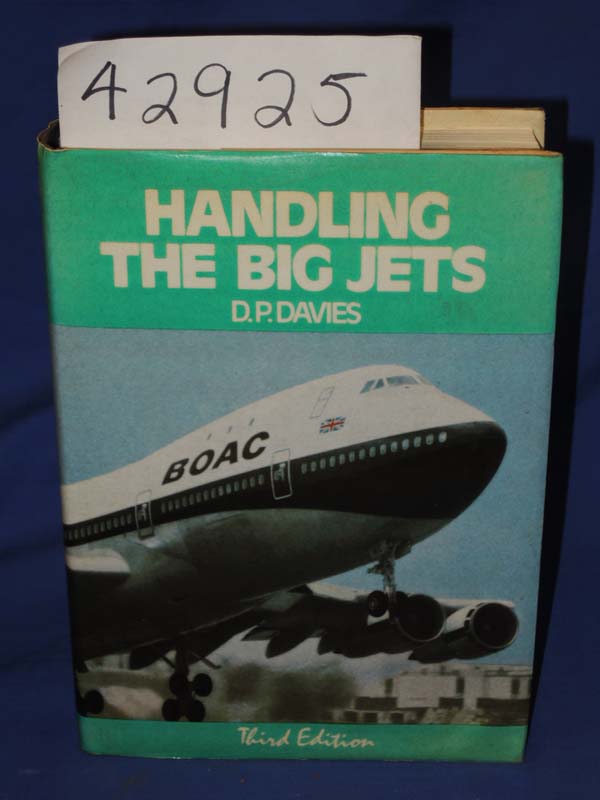 42925
HANDLING
THE BIG JETS
D.P. DAVIES
BOAC
Third Edition